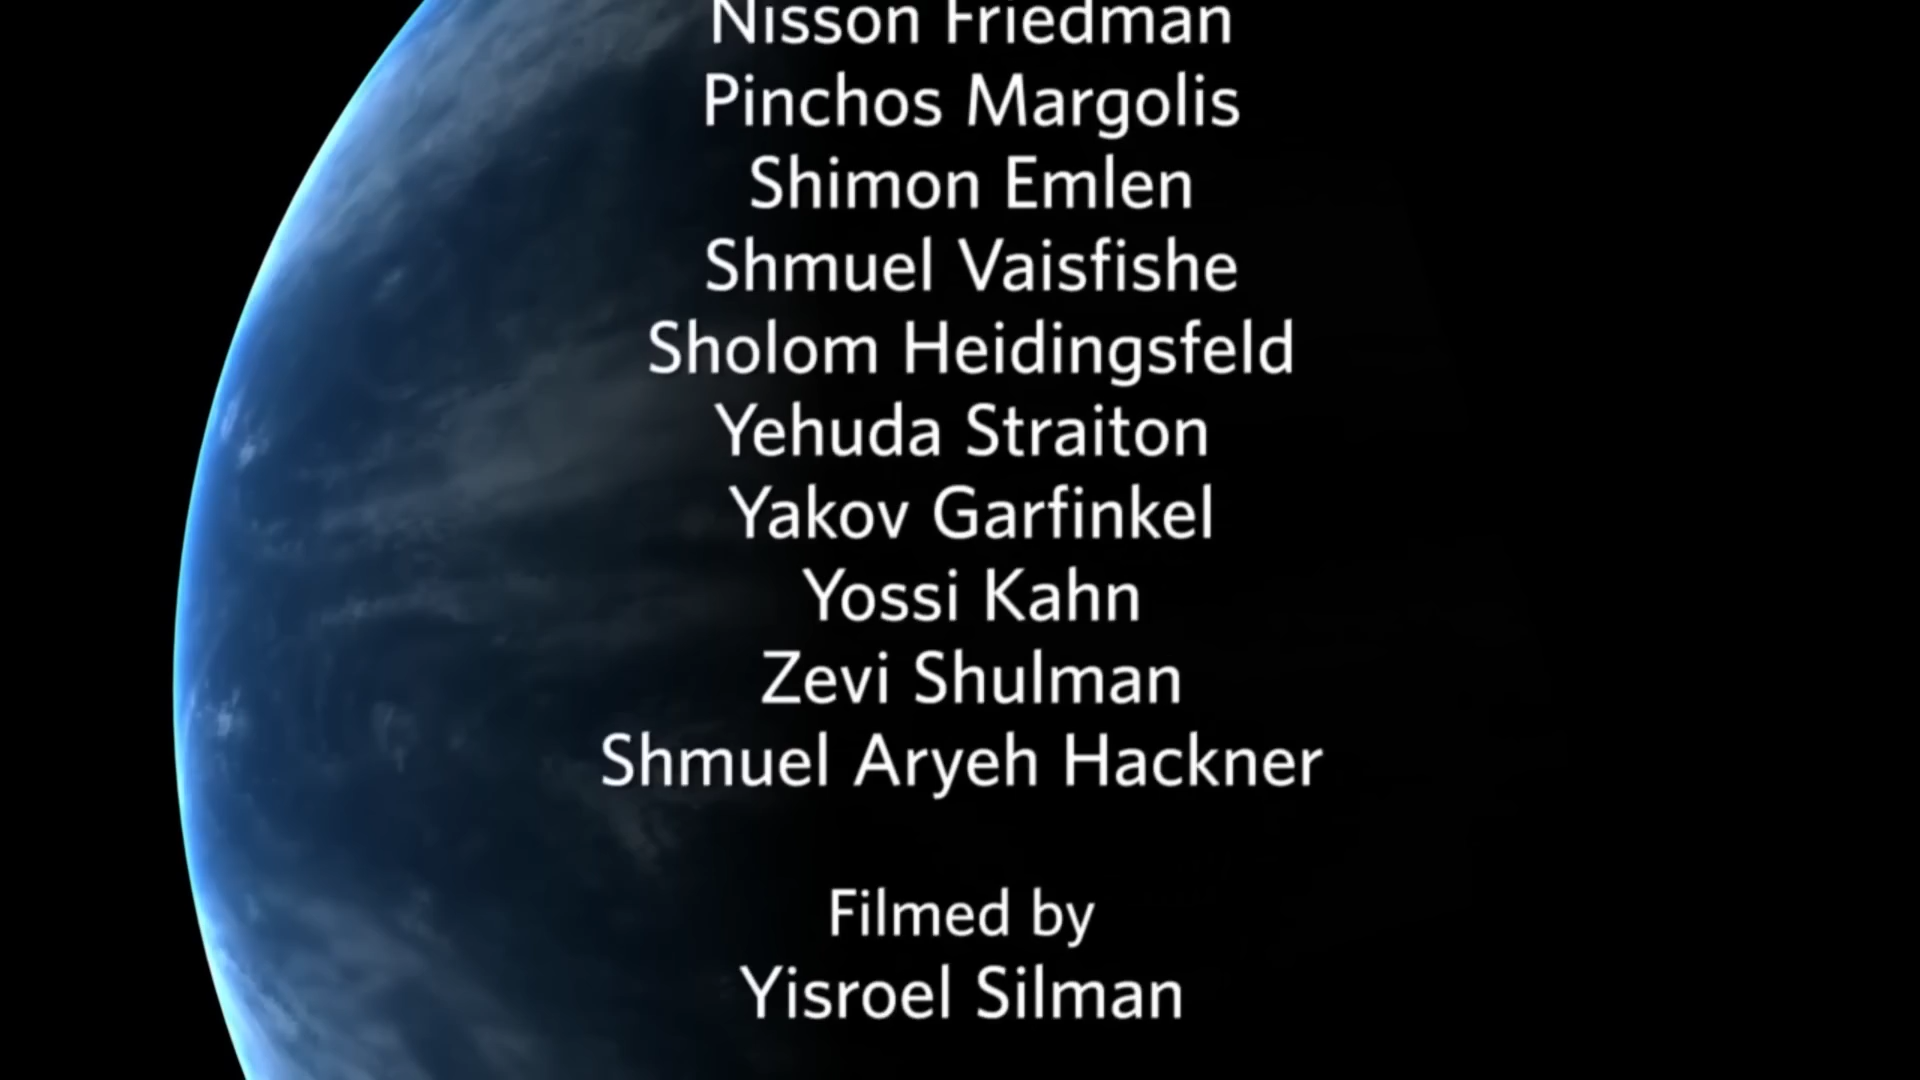 Nisson Friedman
Pinchos Margolis
Shimon Emlen
Shmuel Vaisfishe
Sholom Heidingsfeld
Yehuda Straiton
Yakov Garfinkel
Yossi Kahn
Zevi Shulman
Shmuel Aryeh Hackner
Filmed by
Yisroel Silman